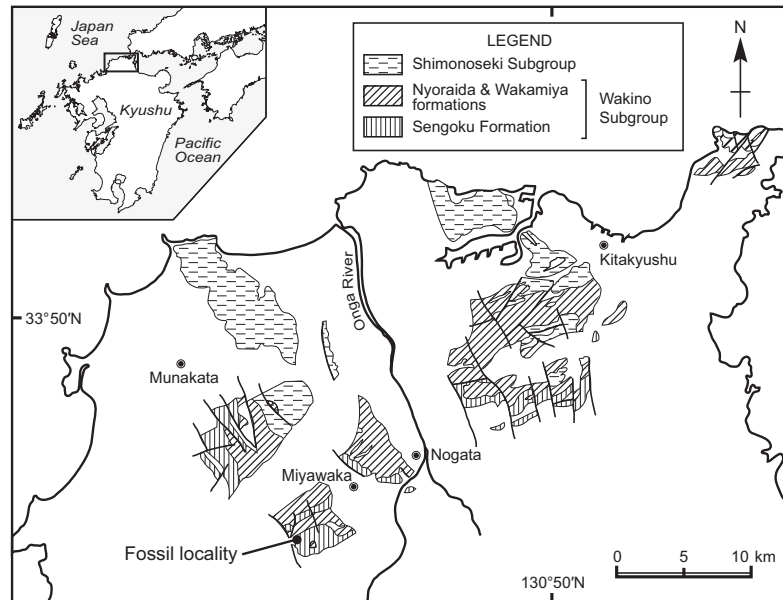 Japan
Sea
Kyushu
Pacific
Ocean
LEGEND
Shimonoseki Subgroup
Nyoraida & Wakamiya
formations
Sengoku Formation
Wakino
Subgroup
N
Kitakyushu
Onga River
33°50'N
Munakata
Nogata
Miyawaka
Fossil locality
0 5 10 km
130°50'N